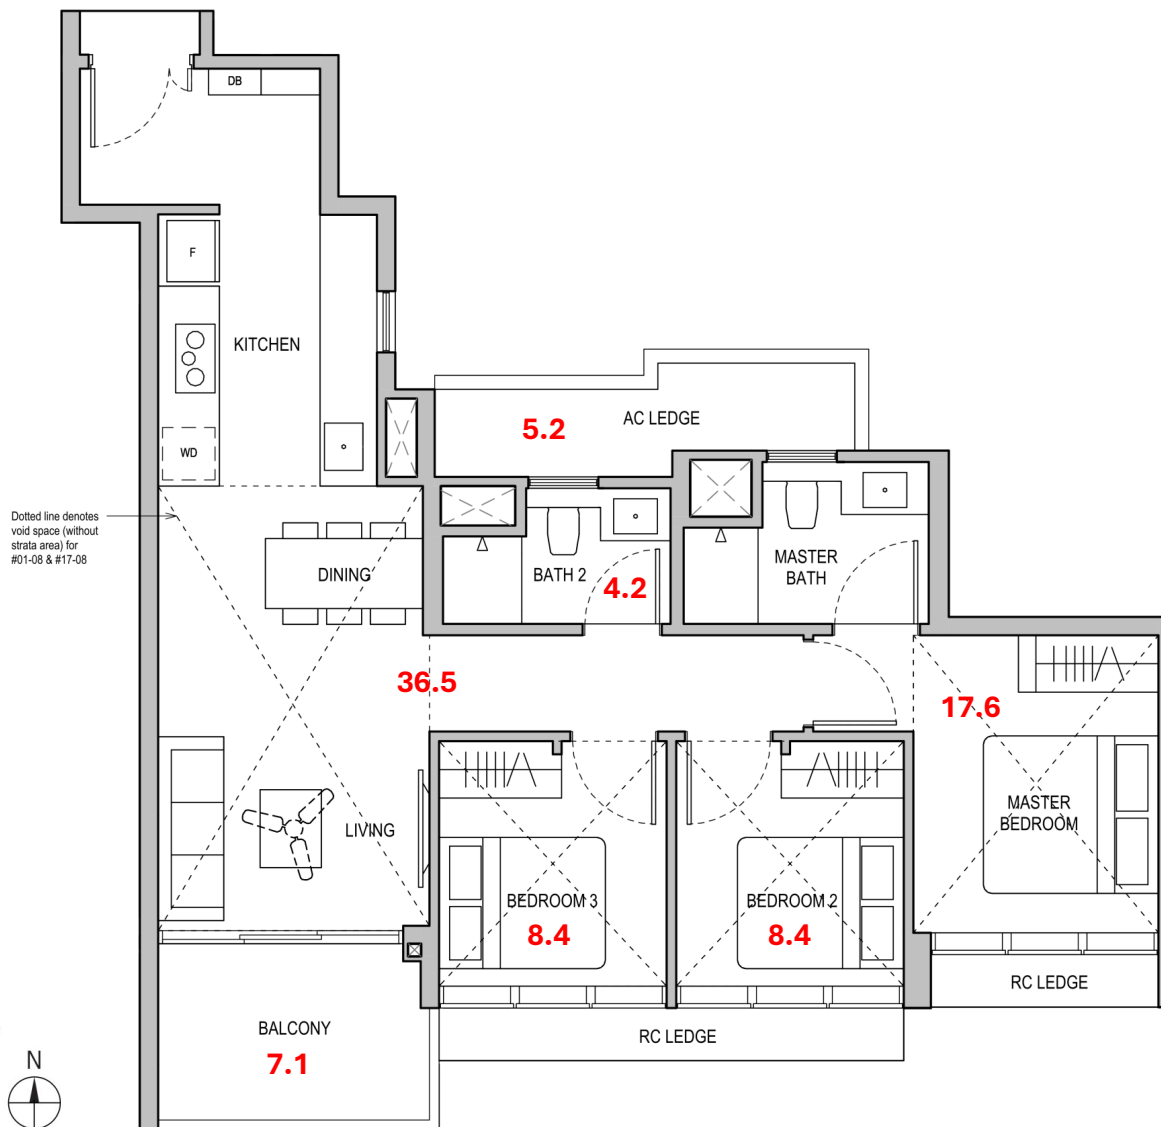 DB
F
KITCHEN
5.2
AC LEDGE
WD
Dotted line denotes
void space (without
strata area) for
#01-08 & #17-08
DINING
BATH 2
4.2
MASTER
BATH
36.5
17.6
LIVING
MASTER
BEDROOM
BEDROOM 3
8.4
BEDROOM 2
8.4
RC LEDGE
BALCONY
7.1
RC LEDGE
N